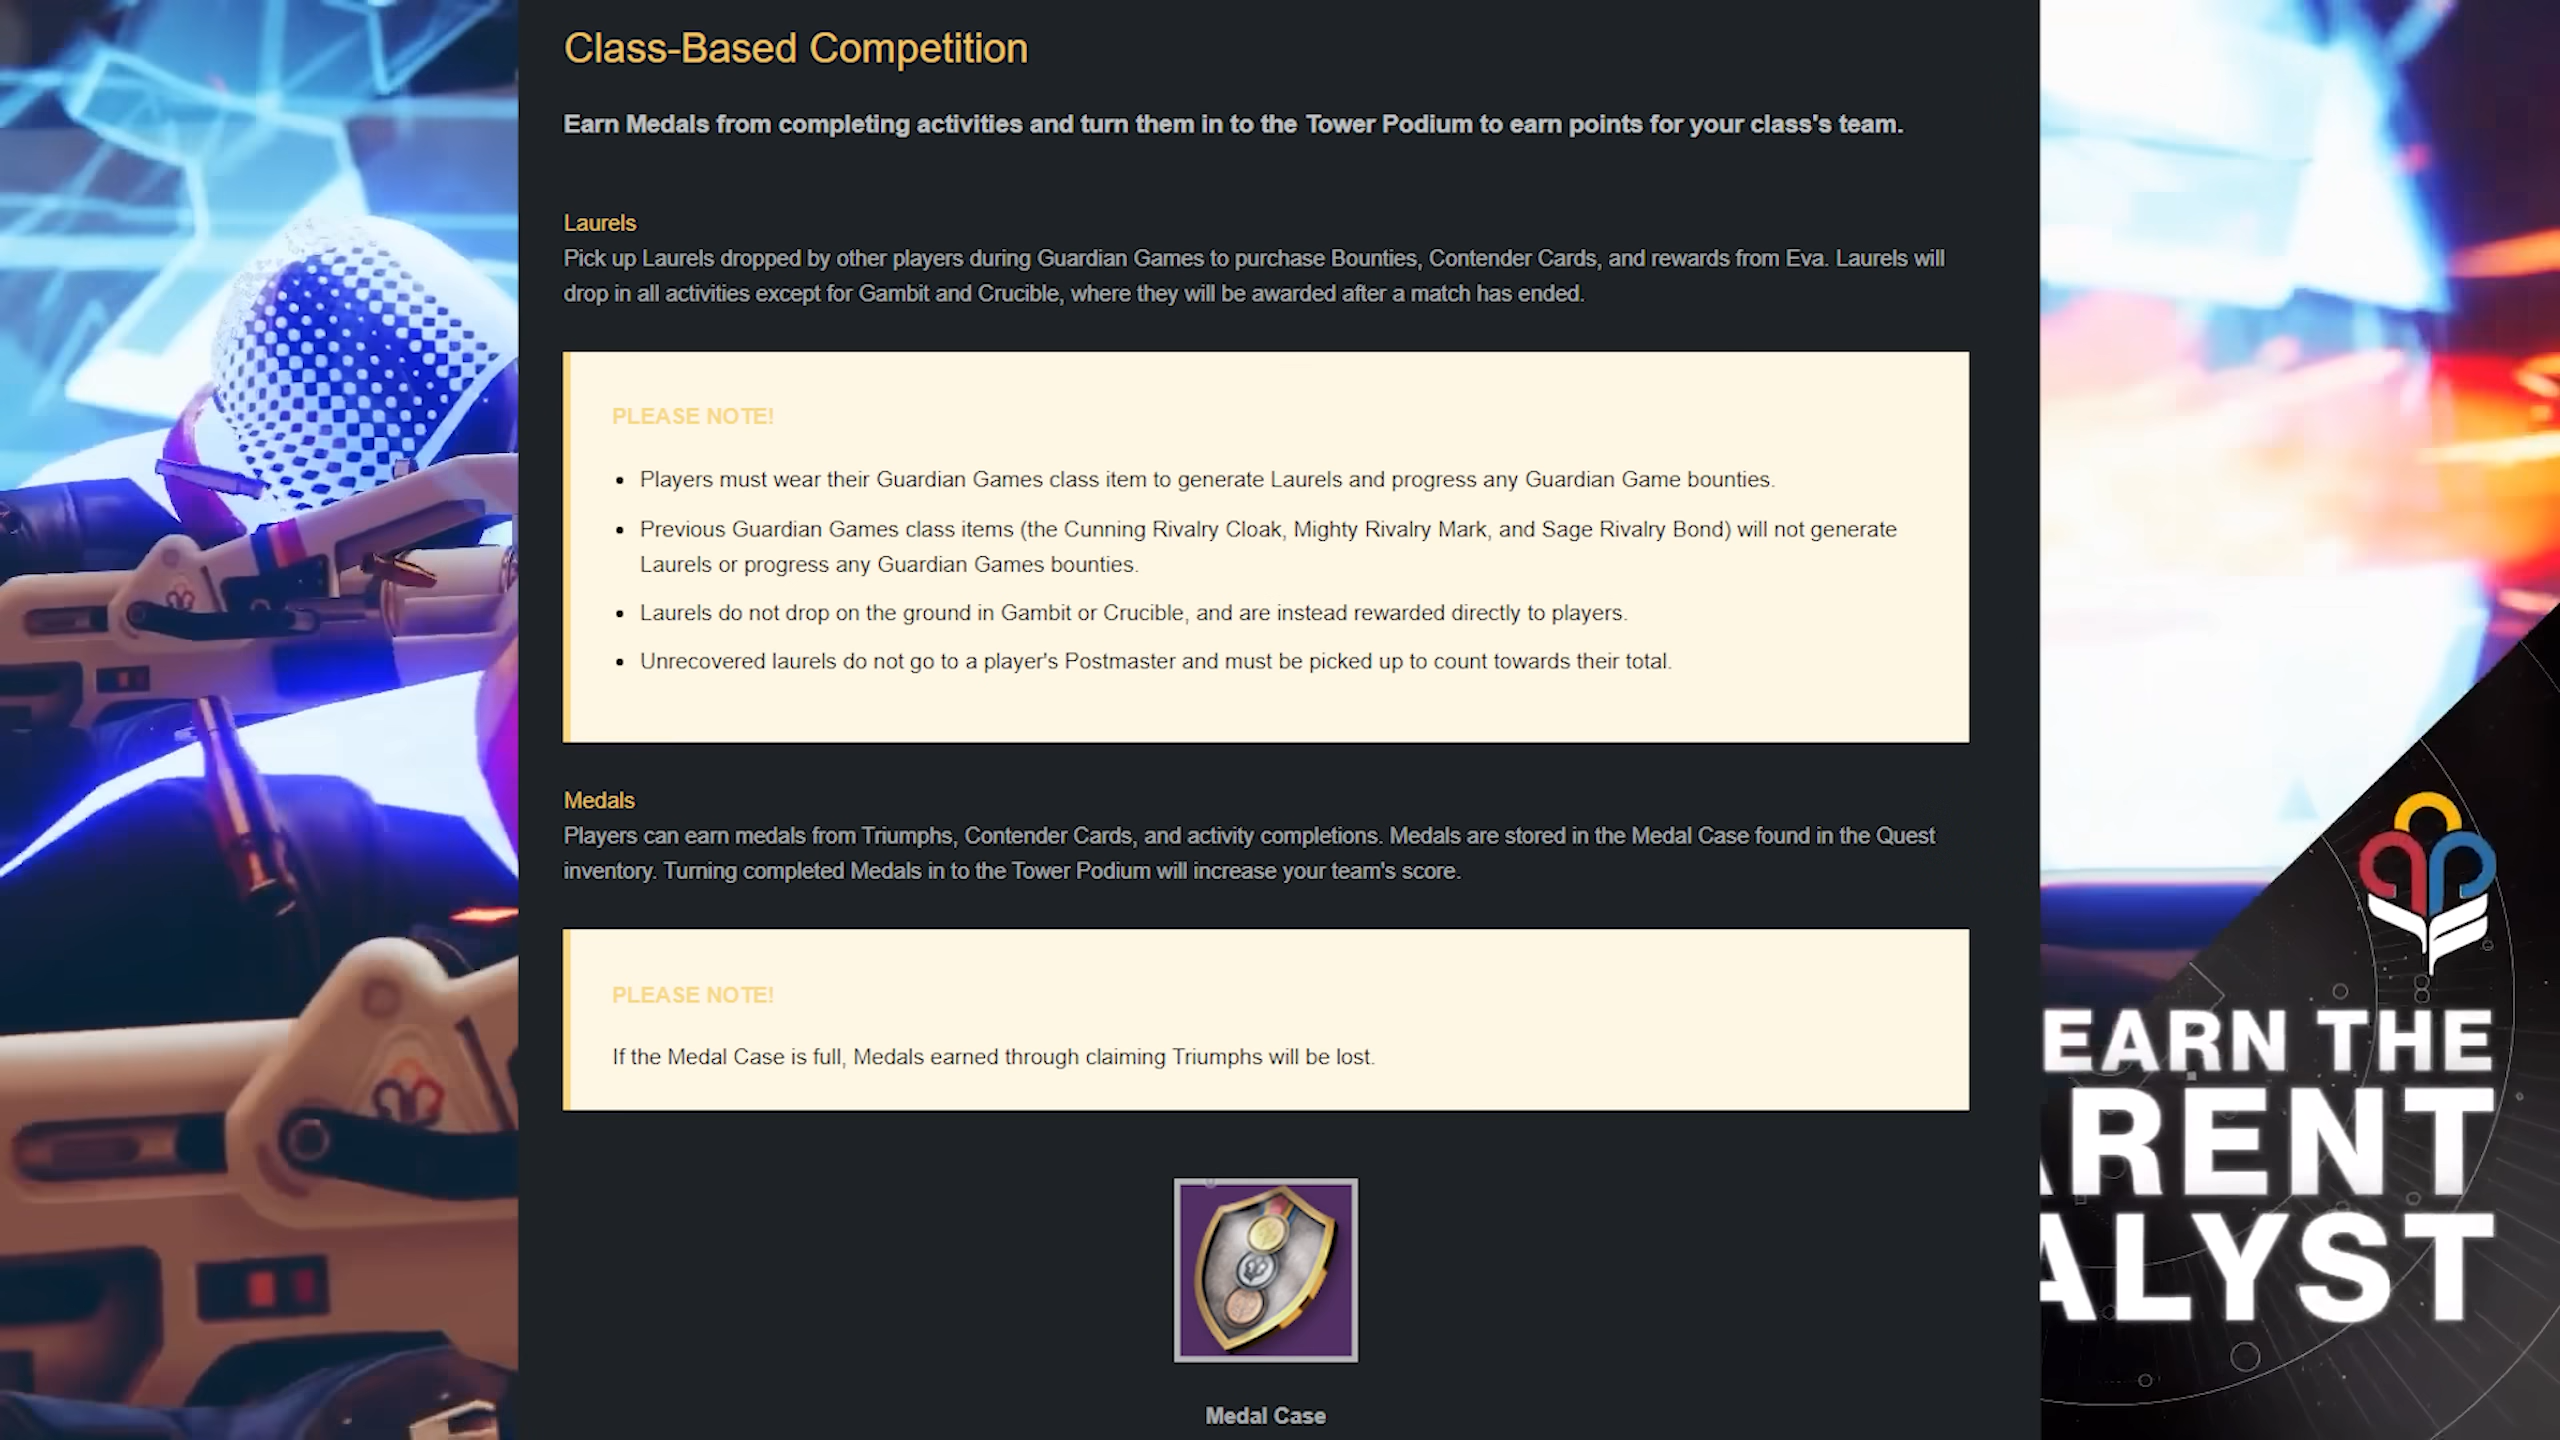 Class-Based Competition
Earn Medals from completing activities and turn them in to the Tower Podium to earn points for your class's team.
Laurels
Pick up Laurels dropped by other players during Guardian Games to purchase Bounties, Contender Cards, and rewards from Eva. Laurels will
drop in all activities except for Gambit and Crucible, where they will be awarded after a match has ended.
PLEASE NOTE!
• Players must wear their Guardian Games class item to generate Laurels and progress any Guardian Game bounties.
• Previous Guardian Games class items (the Cunning Rivalry Cloak, Mighty Rivalry Mark, and Sage Rivalry Bond) will not generate
Laurels or progress any Guardian Games bounties.
• Laurels do not drop on the ground in Gambit or Crucible, and are instead rewarded directly to players.
• Unrecovered laurels do not go to a player's Postmaster and must be picked up to count towards their total.
Medals
Players can earn medals from Triumphs, Contender Cards, and activity completions. Medals are stored in the Medal Case found in the Quest
inventory. Turning completed Medals in to the Tower Podium will increase your team's score.
PLEASE NOTE!
If the Medal Case is full, Medals earned through claiming Triumphs will be lost.
Medal Case
EARN THE
RENT
ALYST